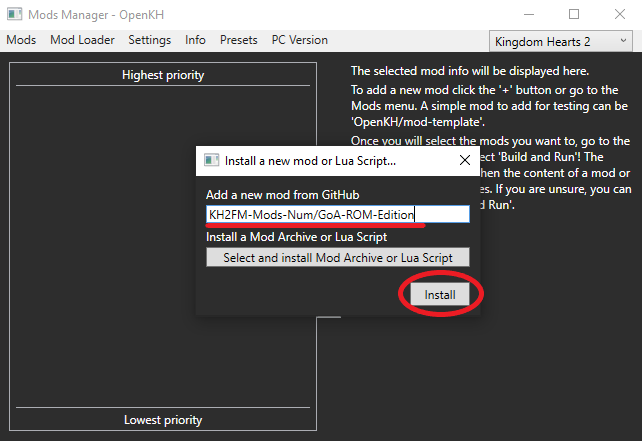 Mods Manager - OpenKH
Mods Mod Loader Settings Info Presets PC Version
Kingdom Hearts 2
Highest priority
The selected mod info will be displayed here.
To add a new mod click the '+' button or go to the
Mods menu. A simple mod to add for testing can be
'OpenKH/mod-template'.
Once you will select the mods you want to, go to the
ect 'Build and Run'! The
hen the content of a mod or
es. If you are unsure, you can
d Run'.
Install a new mod or Lua Script...
Add a new mod from GitHub
KH2FM-Mods-Num/GoA-ROM-Edition
Install a Mod Archive or Lua Script
Select and install Mod Archive or Lua Script
Install
Lowest priority